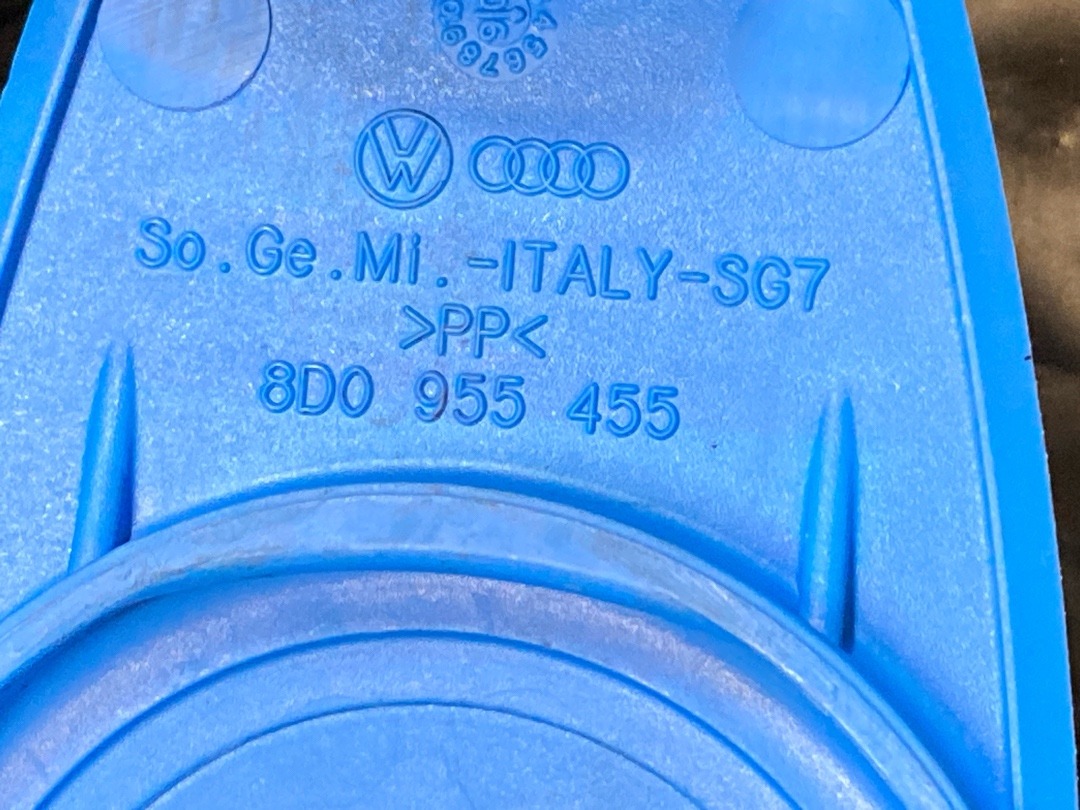 So.Ge.Mi.-ITALY-SG7
>PP<
8D0 955 455